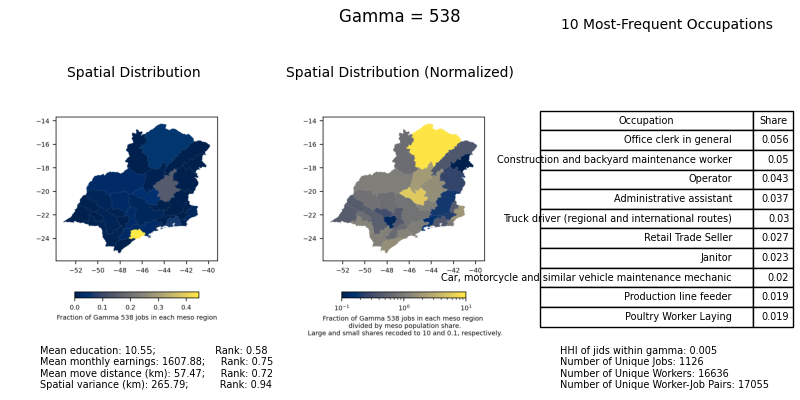 Gamma = 538
10 Most-Frequent Occupations
Spatial Distribution
Spatial Distribution (Normalized)
−14
−16
−18
−20
−22
−24
−52 −50 −48 −46 −44 −42 −40
0.0 0.1 0.2 0.3 0.4
Fraction of Gamma 538 jobs in each meso region
−14
−16
−18
−20
−22
−24
−52 −50 −48 −46 −44 −42 −40
10⁻¹ 10⁰ 10¹
Fraction of Gamma 538 jobs in each meso region
divided by meso population share.
Large and small shares recoded to 10 and 0.1, respectively.
Occupation Share
Office clerk in general 0.056
Construction and backyard maintenance worker 0.05
Operator 0.043
Administrative assistant 0.037
Truck driver (regional and international routes) 0.03
Retail Trade Seller 0.027
Janitor 0.023
Car, motorcycle and similar vehicle maintenance mechanic 0.02
Production line feeder 0.019
Poultry Worker Laying 0.019
Mean education: 10.55; Rank: 0.58
Mean monthly earnings: 1607.88; Rank: 0.75
Mean move distance (km): 57.47; Rank: 0.72
Spatial variance (km): 265.79; Rank: 0.94
HHI of jids within gamma: 0.005
Number of Unique Jobs: 1126
Number of Unique Workers: 16636
Number of Unique Worker-Job Pairs: 17055